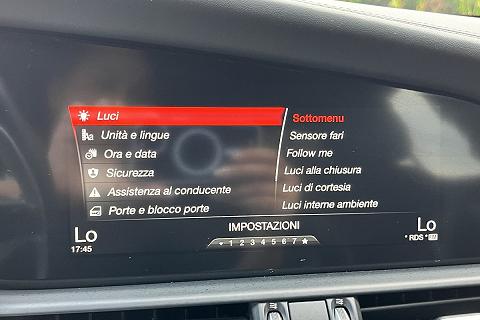 Luci
Unità e lingue
Ora e data
Sicurezza
Assistenza al conducente
Porte e blocco porte
Sottomenu
Sensore fari
Follow me
Luci alla chiusura
Luci di cortesia
Luci interne ambiente
Lo
17:45
IMPOSTAZIONI
1 2 3 4 5 6 7 ★
Lo
* RDS *